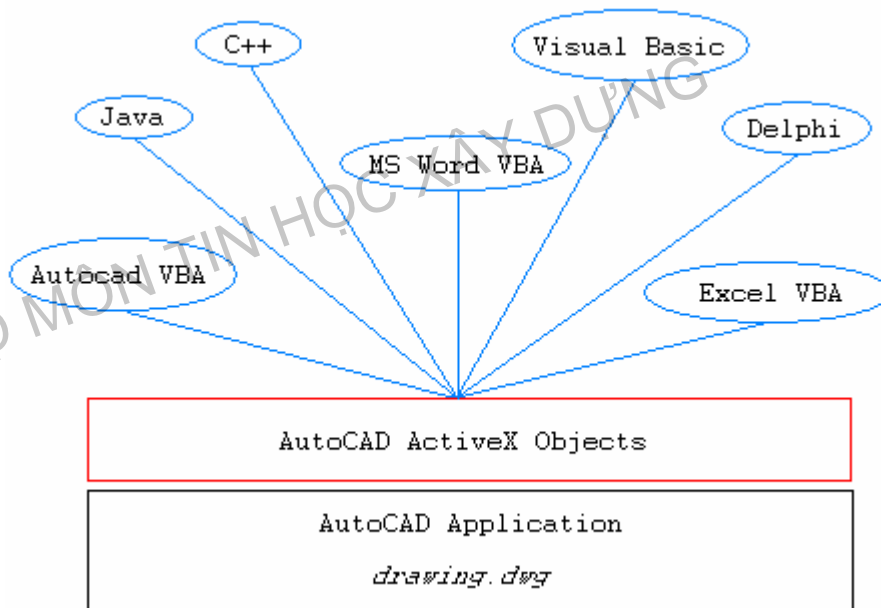 C++
Visual Basic
Java
Delphi
MS Word VBA
Autocad VBA
Excel VBA
MÔN TIN HỌC XÂY DỰNG
AutoCAD ActiveX Objects
AutoCAD Application
drawing.dwg